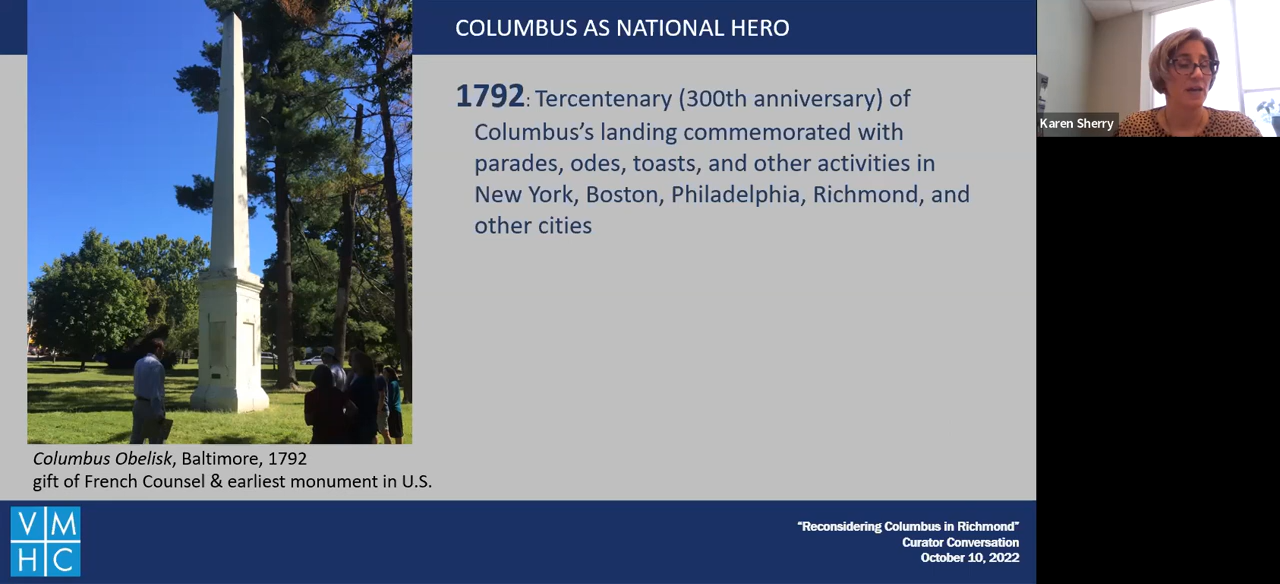 COLUMBUS AS NATIONAL HERO
1792: Tercentenary (300th anniversary) of
Columbus’s landing commemorated with
parades, odes, toasts, and other activities in
New York, Boston, Philadelphia, Richmond, and
other cities
Columbus Obelisk, Baltimore, 1792
gift of French Counsel & earliest monument in U.S.
V M
H C
“Reconsidering Columbus in Richmond”
Curator Conversation
October 10, 2022
Karen Sherry